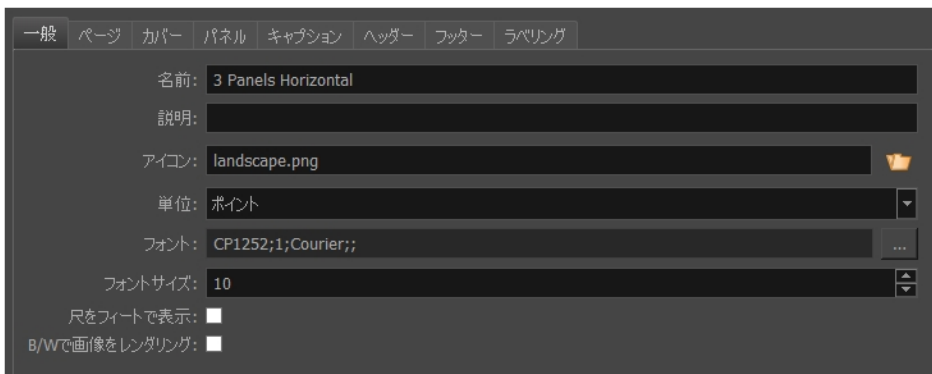 一般 ページ カバー パネル キャプション ヘッダー フッター ラベリング
名前: 3 Panels Horizontal
説明:
アイコン: landscape.png
単位: ポイント
フォント: CP1252;1;Courier;; ...
フォントサイズ: 10
尺をフィートで表示:
B/Wで画像をレンダリング: